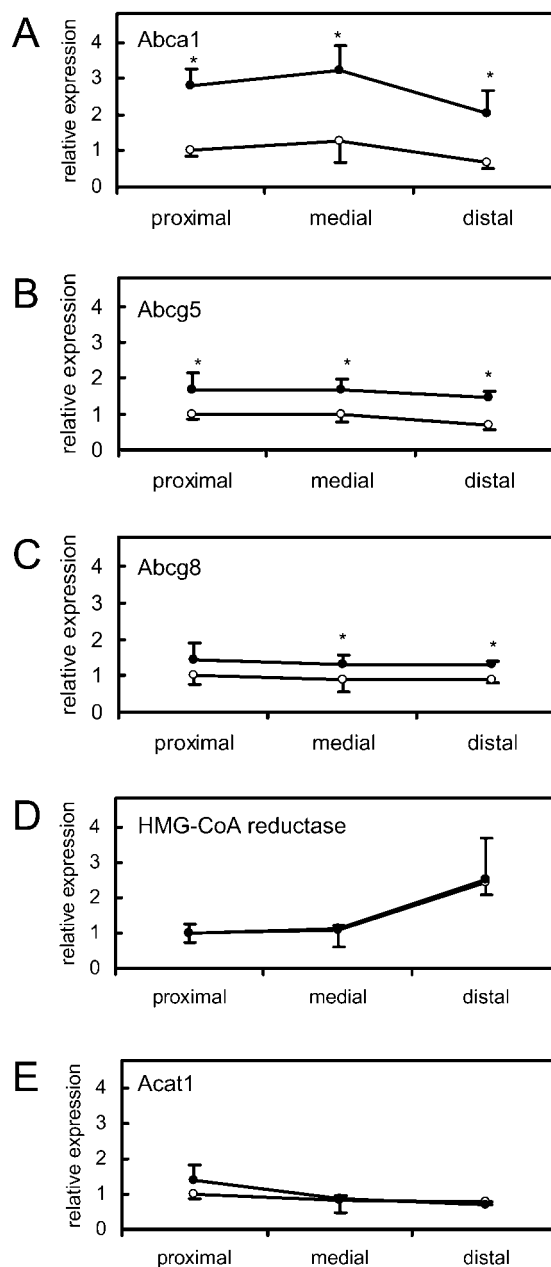 A
Abca1
relative expression
4
3
2
1
0
* * *
proximal medial distal
B
Abcg5
relative expression
4
3
2
1
0
* * *
proximal medial distal
C
Abcg8
relative expression
4
3
2
1
0
* *
proximal medial distal
D
HMG-CoA reductase
relative expression
4
3
2
1
0
proximal medial distal
E
Acat1
relative expression
4
3
2
1
0
proximal medial distal